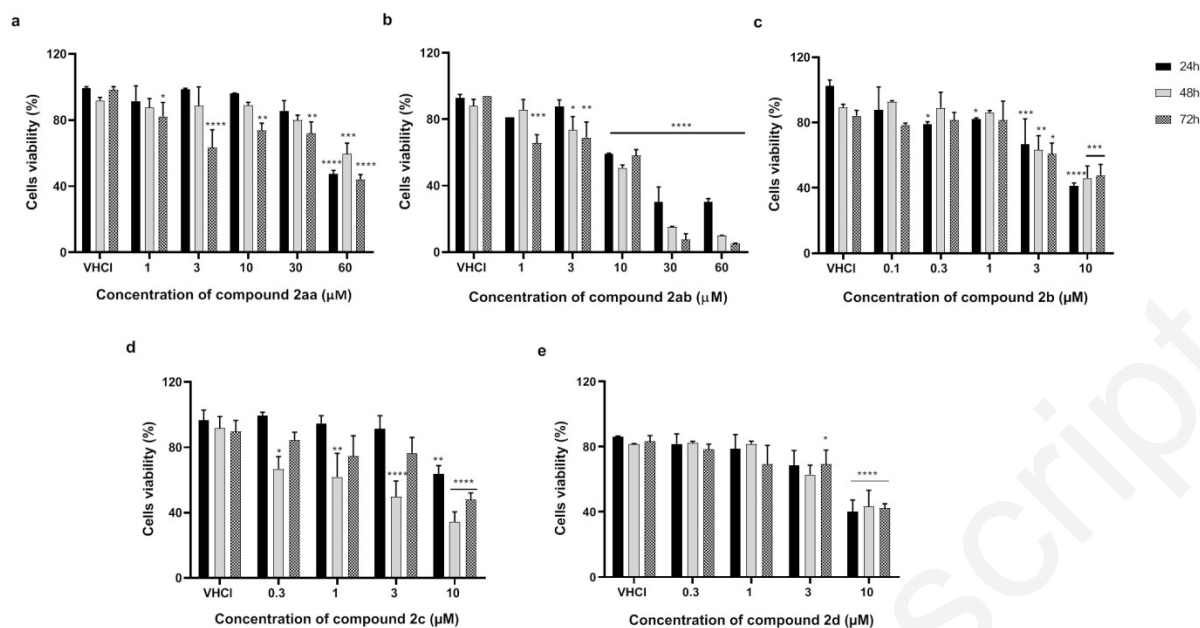 a
120
80
40
0
Cells viability (%)
*
****
**
**
****
***
****
VHCl
1
3
10
30
60
Concentration of compound 2aa (μM)
b
120
80
40
0
Cells viability (%)
***
*
**
****
VHCl
1
3
10
30
60
Concentration of compound 2ab (μM)
c
120
80
40
0
Cells viability (%)
*
*
***
**
*
****
***
VHCl
0.1
0.3
1
3
10
Concentration of compound 2b (μM)
24h
48h
72h
d
120
80
40
0
Cells viability (%)
*
**
****
**
****
VHCl
0.3
1
3
10
Concentration of compound 2c (μM)
e
120
80
40
0
Cells viability (%)
*
****
VHCl
0.3
1
3
10
Concentration of compound 2d (μM)
script